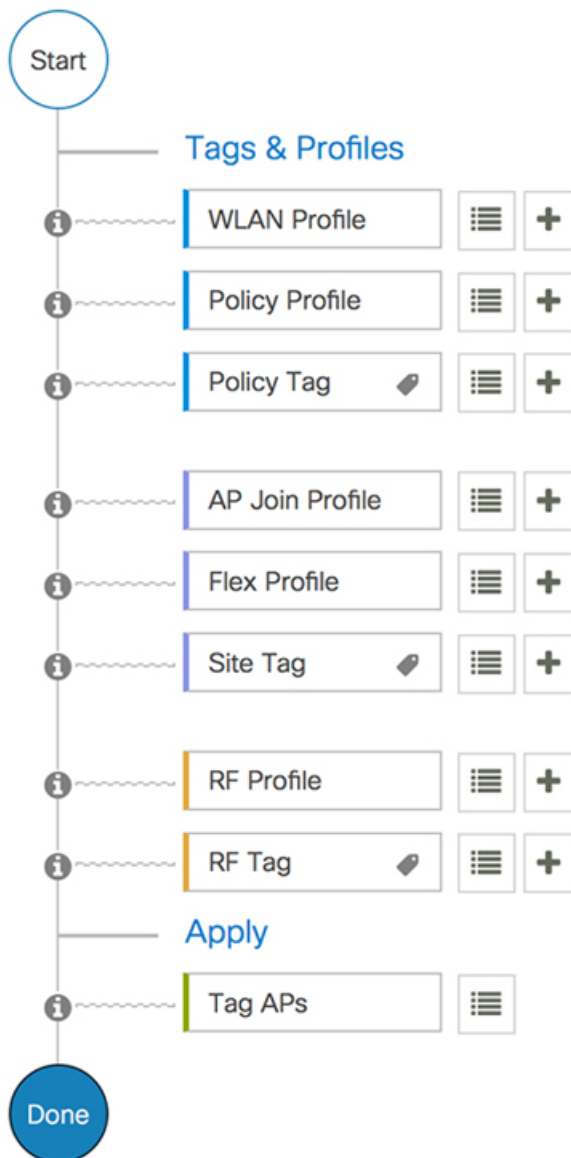 Start
Tags & Profiles
WLAN Profile
Policy Profile
Policy Tag
AP Join Profile
Flex Profile
Site Tag
RF Profile
RF Tag
Apply
Tag APs
Done